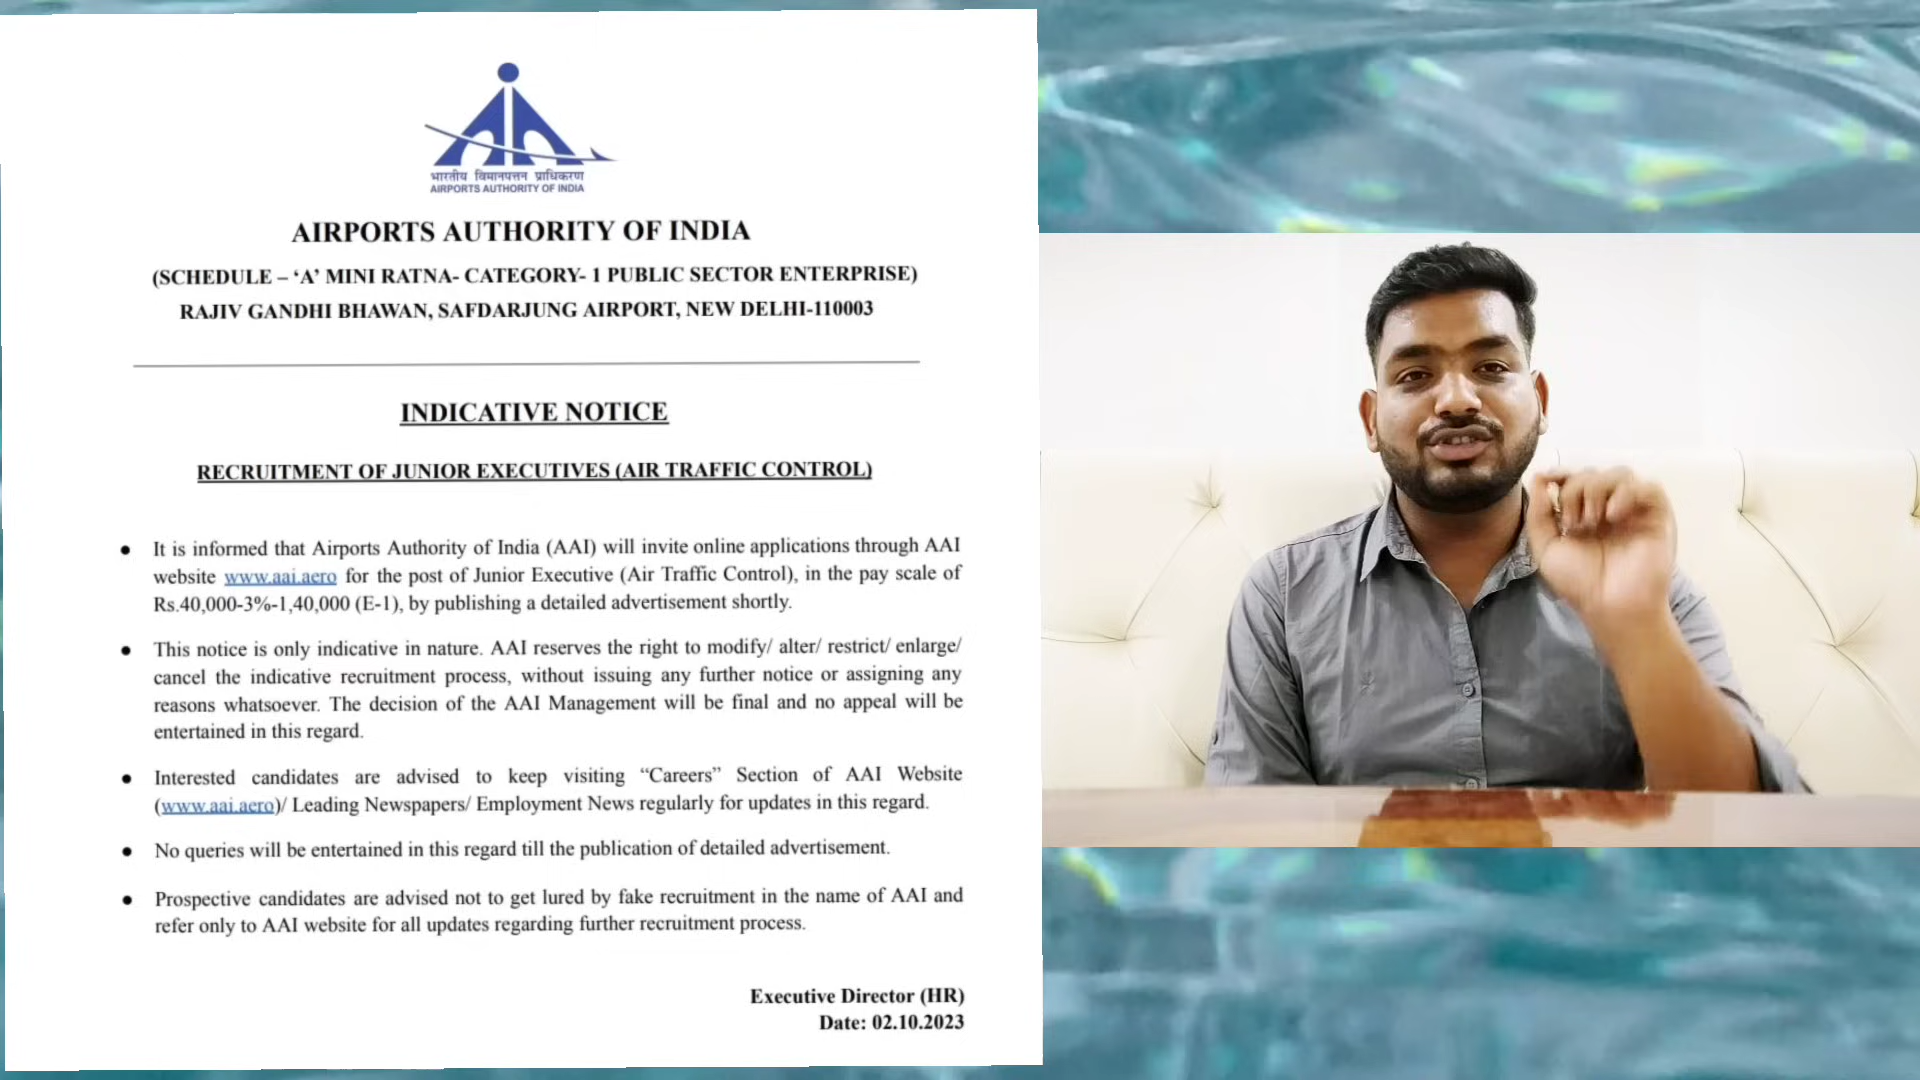 भारतीय विमानपत्तन प्राधिकरण
AIRPORTS AUTHORITY OF INDIA
AIRPORTS AUTHORITY OF INDIA
(SCHEDULE – ‘A’ MINI RATNA- CATEGORY- 1 PUBLIC SECTOR ENTERPRISE)
RAJIV GANDHI BHAWAN, SAFDARJUNG AIRPORT, NEW DELHI-110003
INDICATIVE NOTICE
RECRUITMENT OF JUNIOR EXECUTIVES (AIR TRAFFIC CONTROL)
● It is informed that Airports Authority of India (AAI) will invite online applications through AAI
website www.aai.aero for the post of Junior Executive (Air Traffic Control), in the pay scale of
Rs.40,000-3%-1,40,000 (E-1), by publishing a detailed advertisement shortly.
● This notice is only indicative in nature. AAI reserves the right to modify/ alter/ restrict/ enlarge/
cancel the indicative recruitment process, without issuing any further notice or assigning any
reasons whatsoever. The decision of the AAI Management will be final and no appeal will be
entertained in this regard.
● Interested candidates are advised to keep visiting “Careers” Section of AAI Website
(www.aai.aero)/ Leading Newspapers/ Employment News regularly for updates in this regard.
● No queries will be entertained in this regard till the publication of detailed advertisement.
● Prospective candidates are advised not to get lured by fake recruitment in the name of AAI and
refer only to AAI website for all updates regarding further recruitment process.
Executive Director (HR)
Date: 02.10.2023